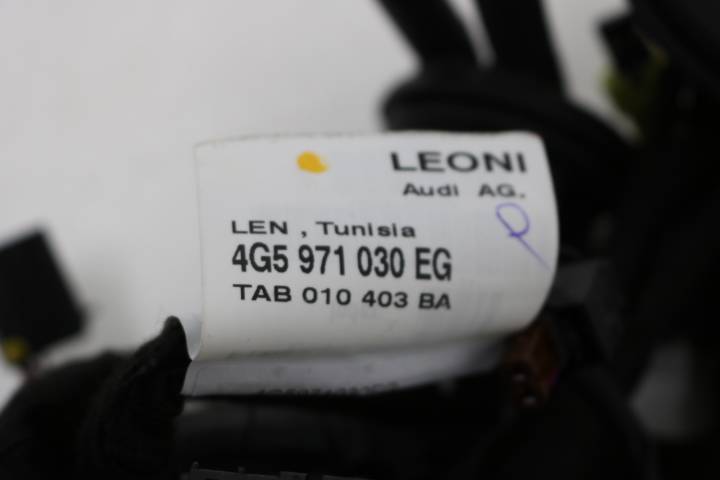 LEONI
Audi AG.
LEN , Tunisia
4G5 971 030 EG
TAB 010 403 BA